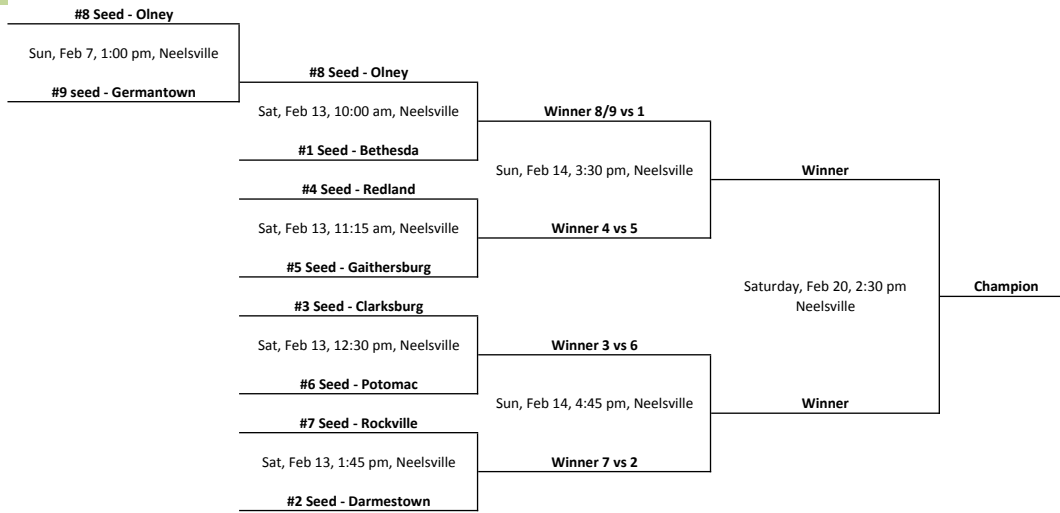 #8 Seed - Olney
Sun, Feb 7, 1:00 pm, Neelsville
#9 seed - Germantown
#8 Seed - Olney
Sat, Feb 13, 10:00 am, Neelsville
#1 Seed - Bethesda
#4 Seed - Redland
Sat, Feb 13, 11:15 am, Neelsville
#5 Seed - Gaithersburg
#3 Seed - Clarksburg
Sat, Feb 13, 12:30 pm, Neelsville
#6 Seed - Potomac
#7 Seed - Rockville
Sat, Feb 13, 1:45 pm, Neelsville
#2 Seed - Darmestown
Winner 8/9 vs 1
Sun, Feb 14, 3:30 pm, Neelsville
Winner 4 vs 5
Winner 3 vs 6
Sun, Feb 14, 4:45 pm, Neelsville
Winner 7 vs 2
Winner
Saturday, Feb 20, 2:30 pm
Neelsville
Winner
Champion